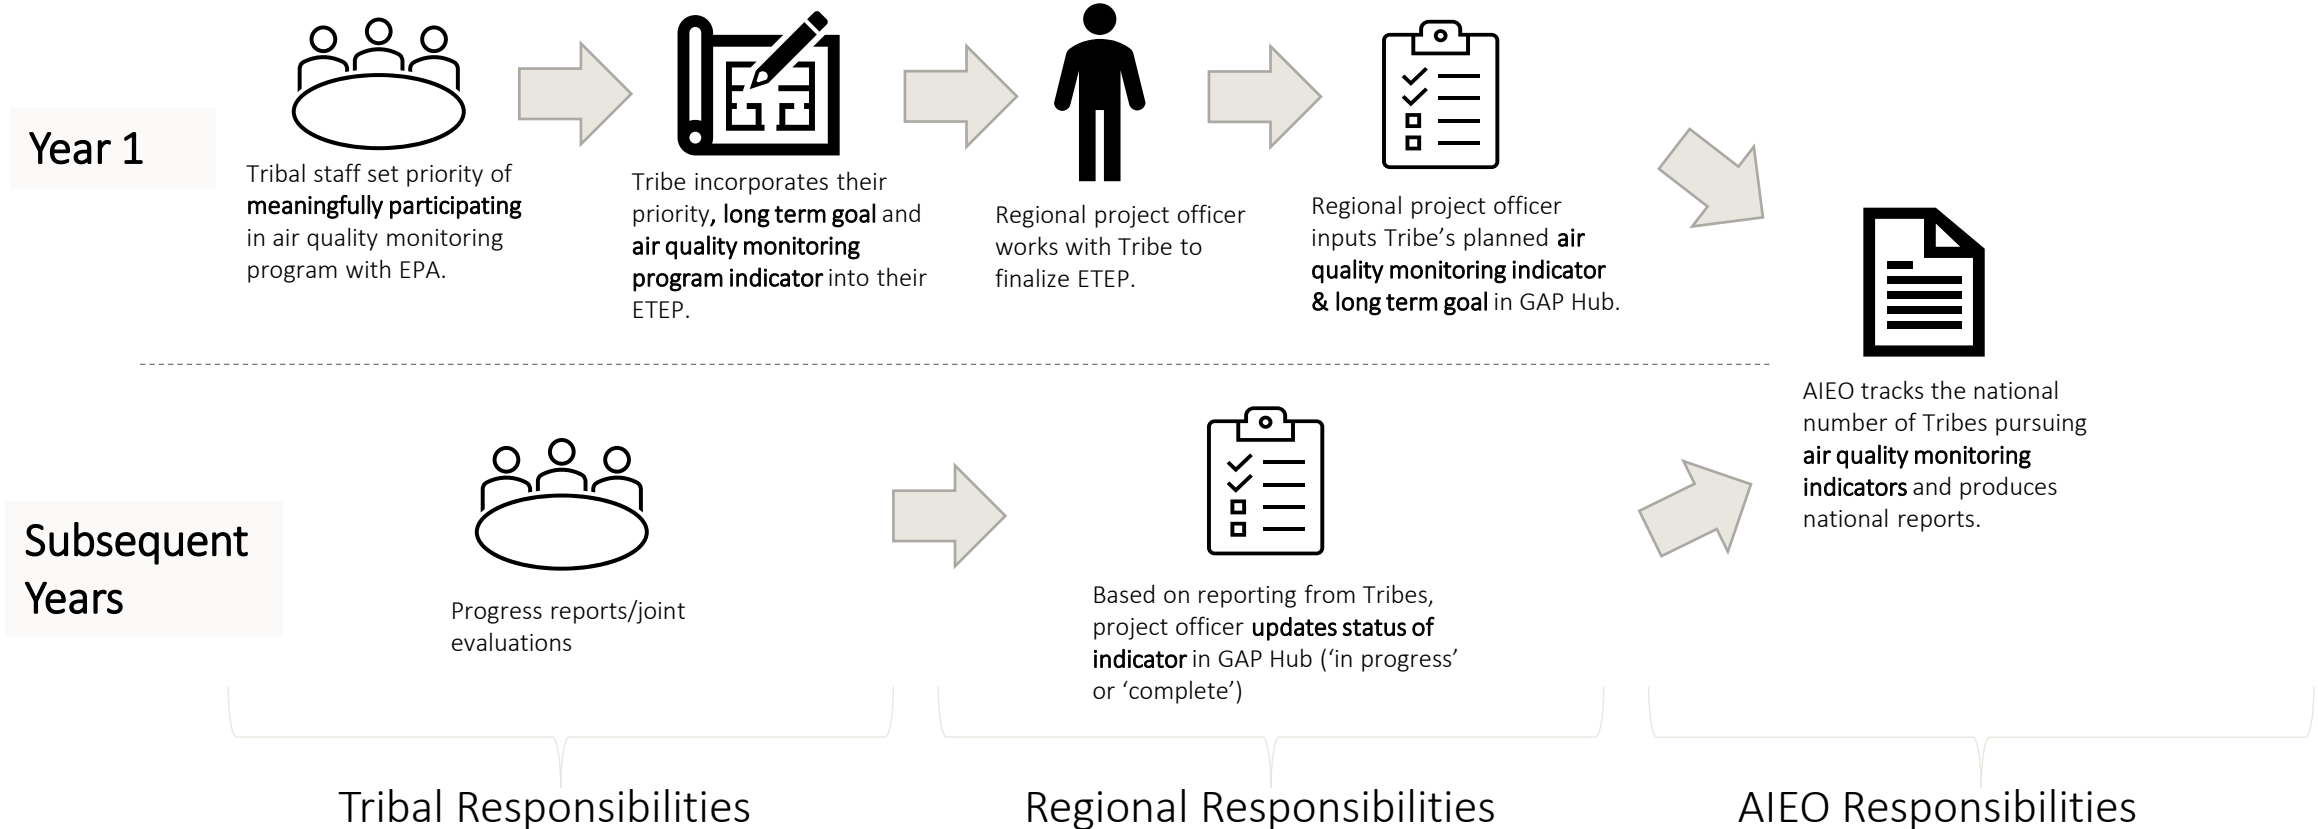 Year 1
Tribal staff set priority of
meaningfully participating
in air quality monitoring
program with EPA.
Tribe incorporates their
priority, long term goal and
air quality monitoring
program indicator into their
ETEP.
Regional project officer
works with Tribe to
finalize ETEP.
Regional project officer
inputs Tribe’s planned air
quality monitoring indicator
& long term goal in GAP Hub.
AIEO tracks the national
number of Tribes pursuing
air quality monitoring
indicators and produces
national reports.
Subsequent
Years
Progress reports/joint
evaluations
Based on reporting from Tribes,
project officer updates status of
indicator in GAP Hub (‘in progress’
or ‘complete’)
Tribal Responsibilities
Regional Responsibilities
AIEO Responsibilities